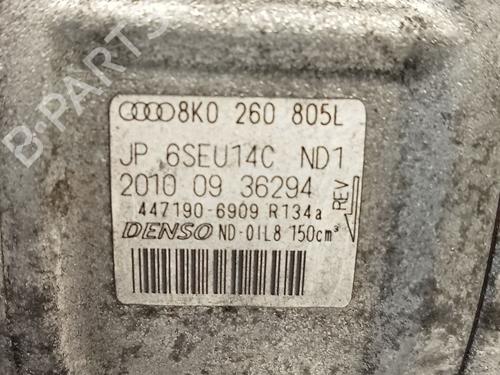 B-PARTS
8K0 260 805L
JP 6SEU14C ND1
2010 09 36294
REV
447190-6909 R134a
DENSO ND-OIL8 150cm³